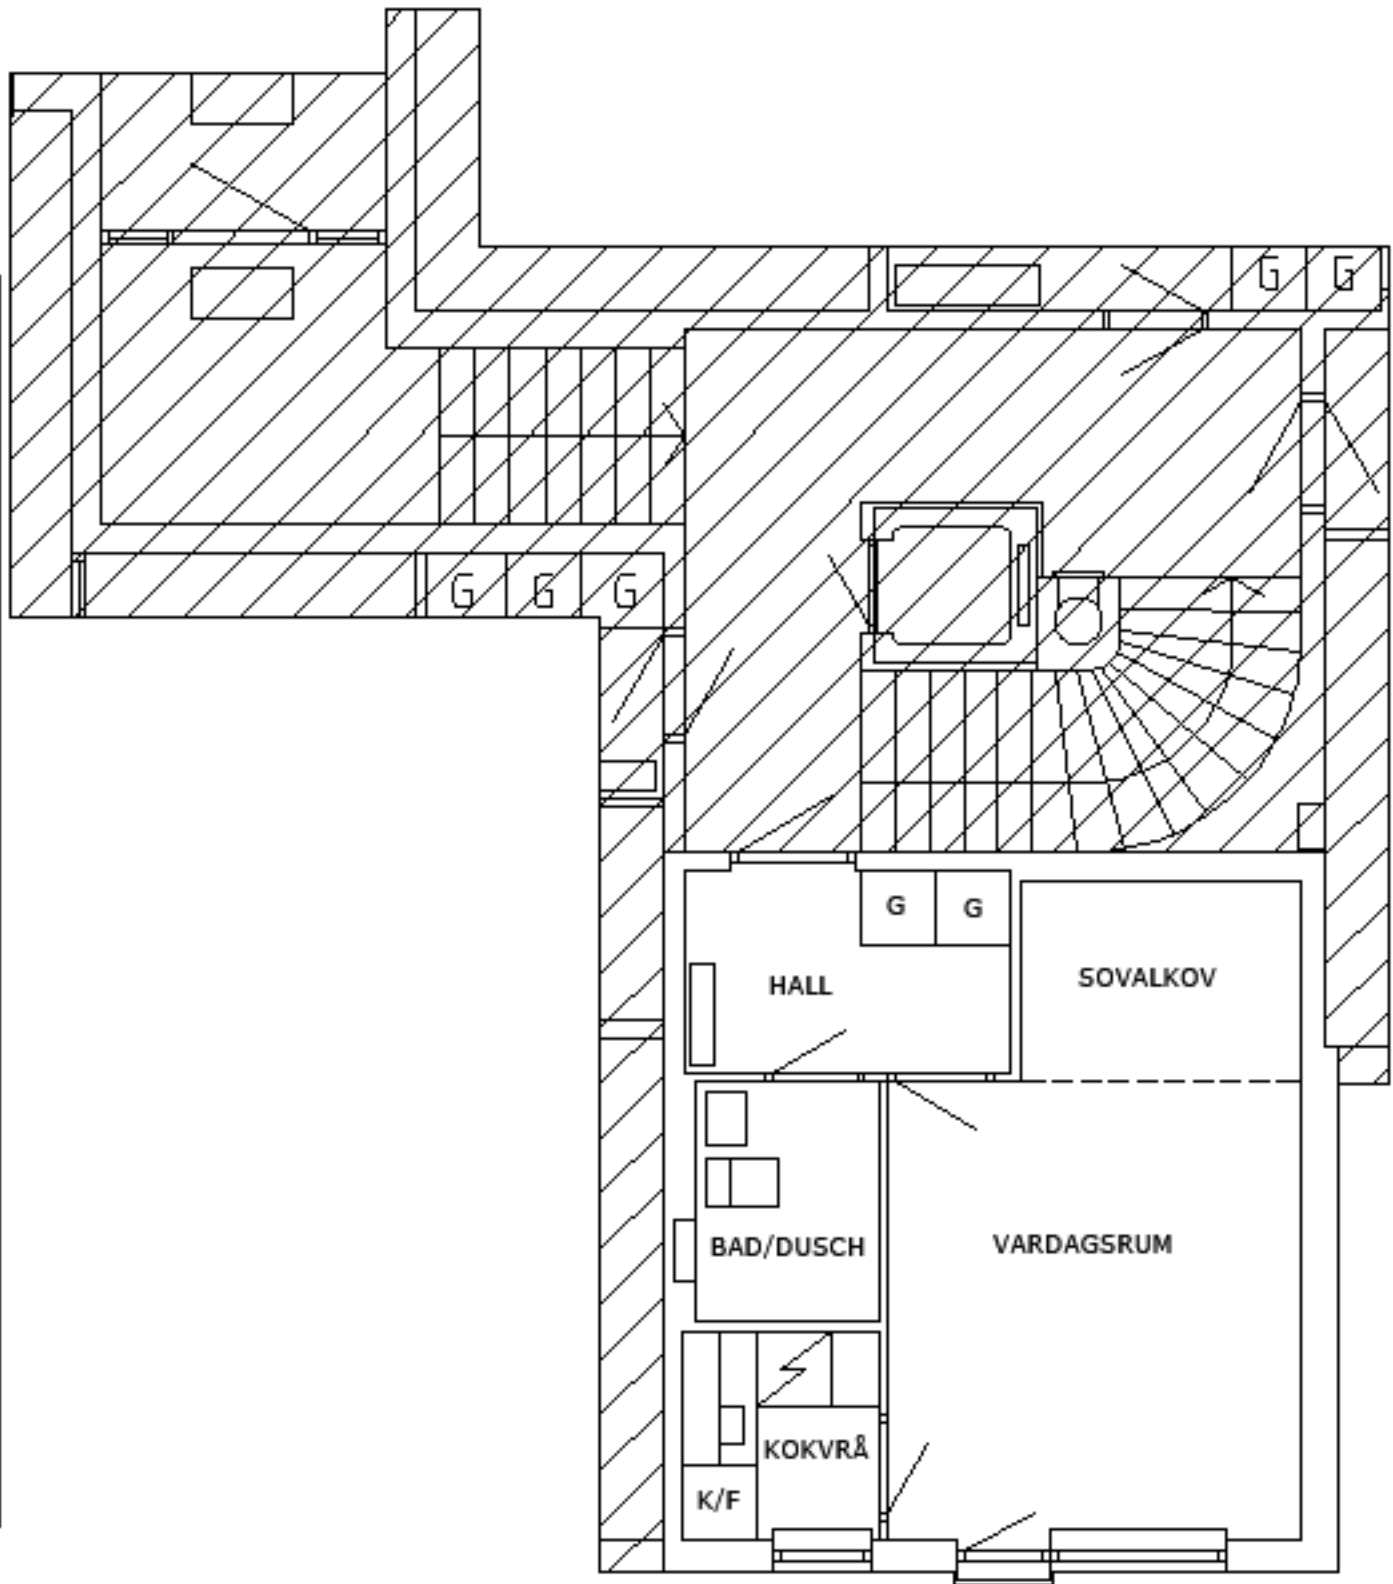 G G
G G G
G G
HALL
SOVALKOV
BAD/DUSCH
VARDAGSRUM
KOKVRÅ
K/F